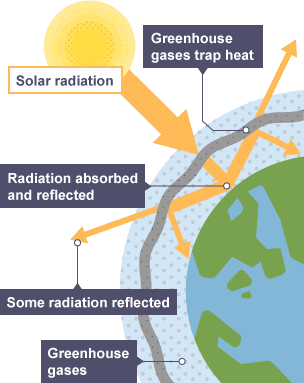 Greenhouse
gases trap heat
Solar radiation
Radiation absorbed
and reflected
Some radiation reflected
Greenhouse
gases